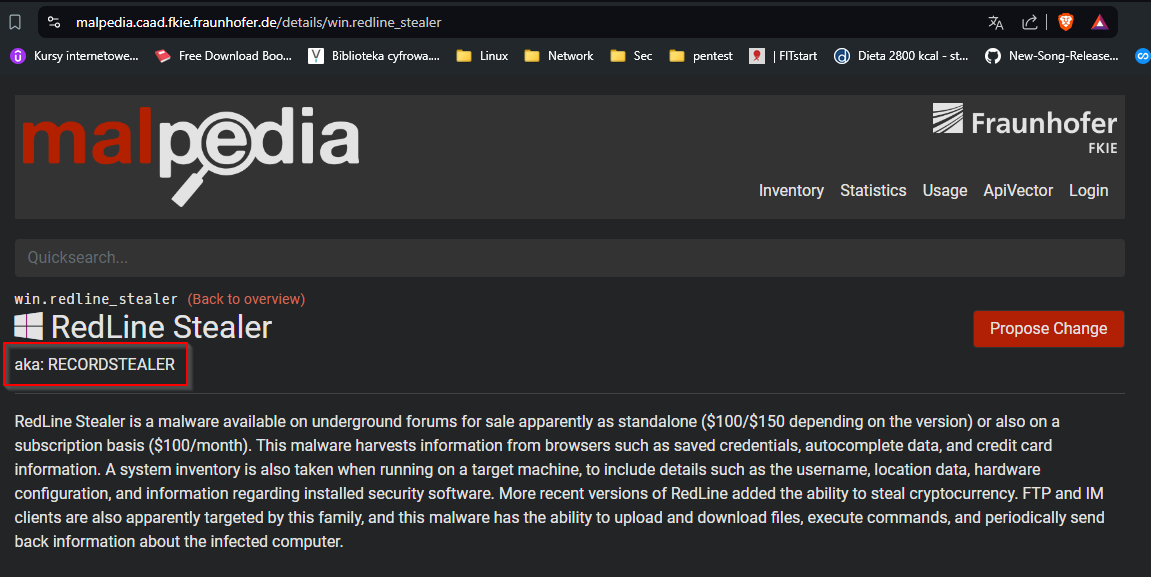 malpedia.caad.fkie.fraunhofer.de/details/win.redline_stealer
Kursy internetowe... Free Download Boo... Biblioteka cyfrowa.... Linux Network Sec pentest | FITstart Dieta 2800 kcal - st... New-Song-Release...
malpedia
Fraunhofer
FKIE
Inventory Statistics Usage ApiVector Login
Quicksearch...
win.redline_stealer (Back to overview)
RedLine Stealer
Propose Change
aka: RECORDSTEALER
RedLine Stealer is a malware available on underground forums for sale apparently as standalone ($100/$150 depending on the version) or also on a
subscription basis ($100/month). This malware harvests information from browsers such as saved credentials, autocomplete data, and credit card
information. A system inventory is also taken when running on a target machine, to include details such as the username, location data, hardware
configuration, and information regarding installed security software. More recent versions of RedLine added the ability to steal cryptocurrency. FTP and IM
clients are also apparently targeted by this family, and this malware has the ability to upload and download files, execute commands, and periodically send
back information about the infected computer.